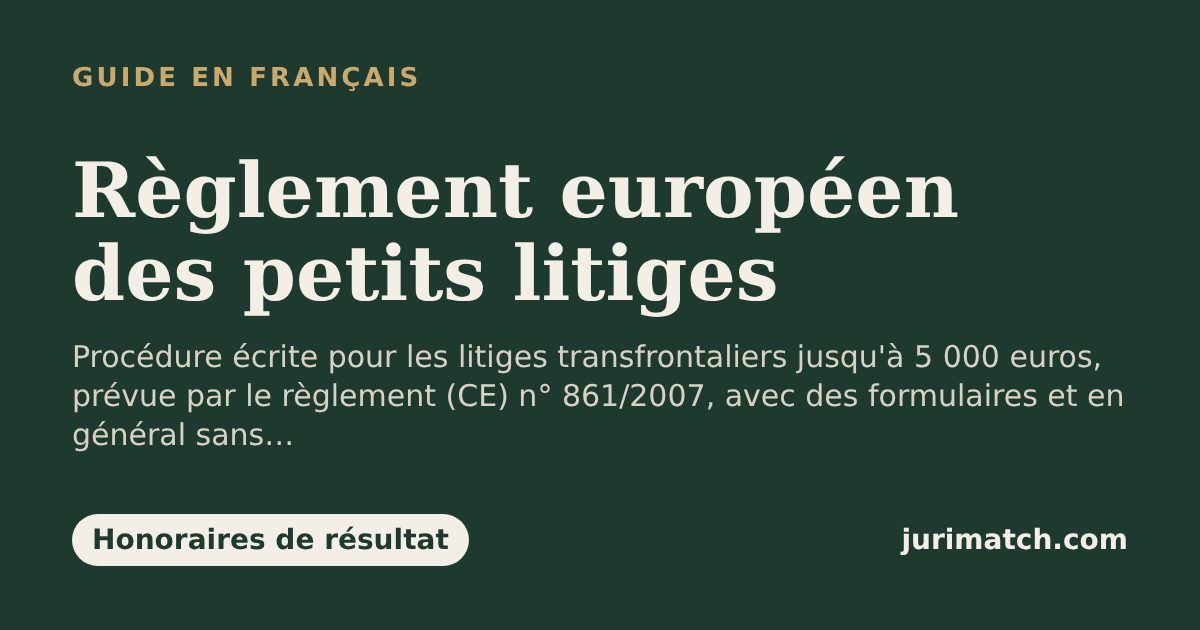 GUIDE EN FRANÇAIS
Règlement européen
des petits litiges
Procédure écrite pour les litiges transfrontaliers jusqu'à 5 000 euros,
prévue par le règlement (CE) n° 861/2007, avec des formulaires et en
général sans…
Honoraires de résultat
jurimatch.com